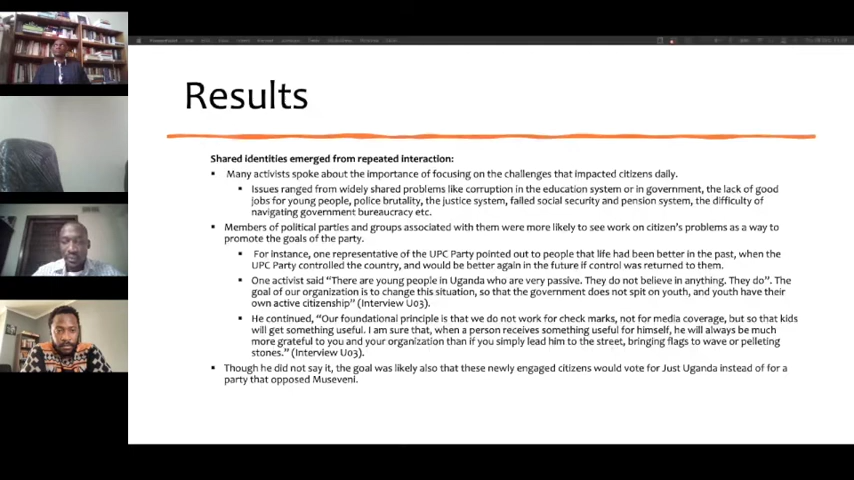 Results
Shared identities emerged from repeated interaction:
▪ Many activists spoke about the importance of focusing on the challenges that impacted citizens daily.
▪ Issues ranged from widely shared problems like corruption in the education system or in government, the lack of good
jobs for young people, police brutality, the justice system, failed social security and pension system, the difficulty of
navigating government bureaucracy etc.
▪ Members of political parties and groups associated with them were more likely to see work on citizen's problems as a way to
promote the goals of the party.
▪ For instance, one representative of the UPC Party pointed out to people that life had been better in the past, when the
UPC Party controlled the country, and would be better again in the future if control was returned to them.
▪ One activist said "There are young people in Uganda who are very passive. They do not believe in anything. They do". The
goal of our organization is to change this situation, so that the government does not spit on youth, and youth have their
own active citizenship" (Interview U03).
▪ He continued, "Our foundational principle is that we do not work for check marks, not for media coverage, but so that kids
will get something useful. I am sure that, when a person receives something useful for himself, he will always be much
more grateful to you and your organization than if you simply lead him to the street, bringing flags to wave or pelleting
stones." (Interview U03).
▪ Though he did not say it, the goal was likely also that these newly engaged citizens would vote for Just Uganda instead of for a
party that opposed Museveni.